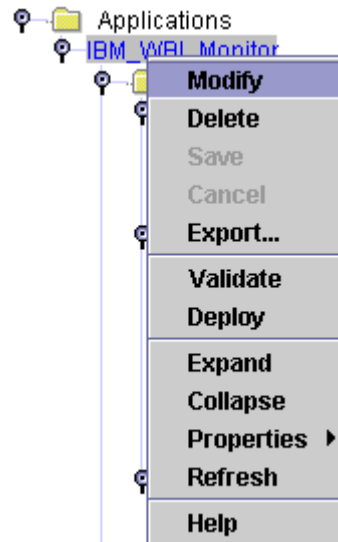 Applications
IBM_WBI_Monitor
Modify
Delete
Save
Cancel
Export...
Validate
Deploy
Expand
Collapse
Properties
Refresh
Help